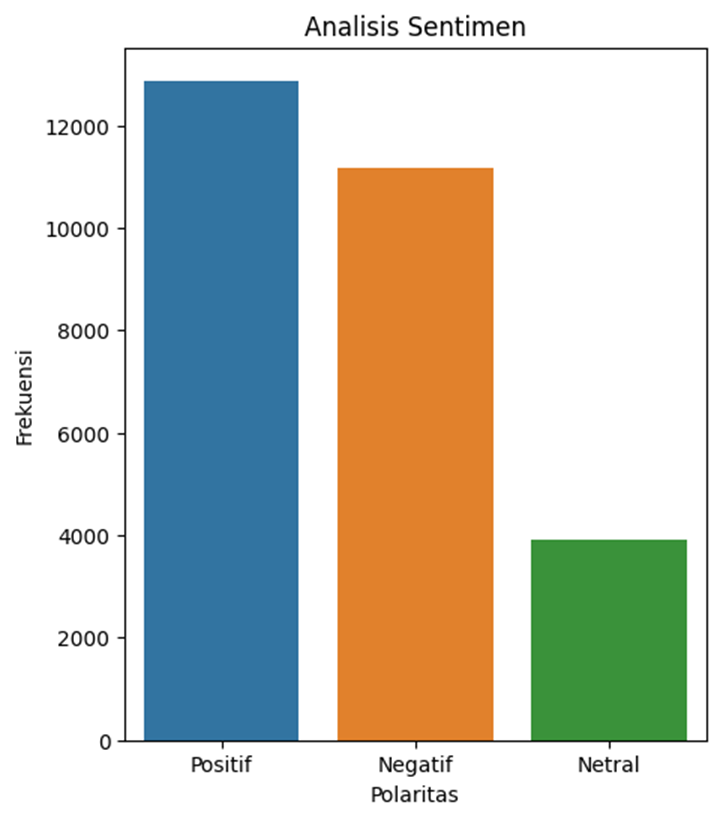 Analisis Sentimen
12000
10000
8000
6000
4000
2000
0
Frekuensi
Positif
Negatif
Netral
Polaritas